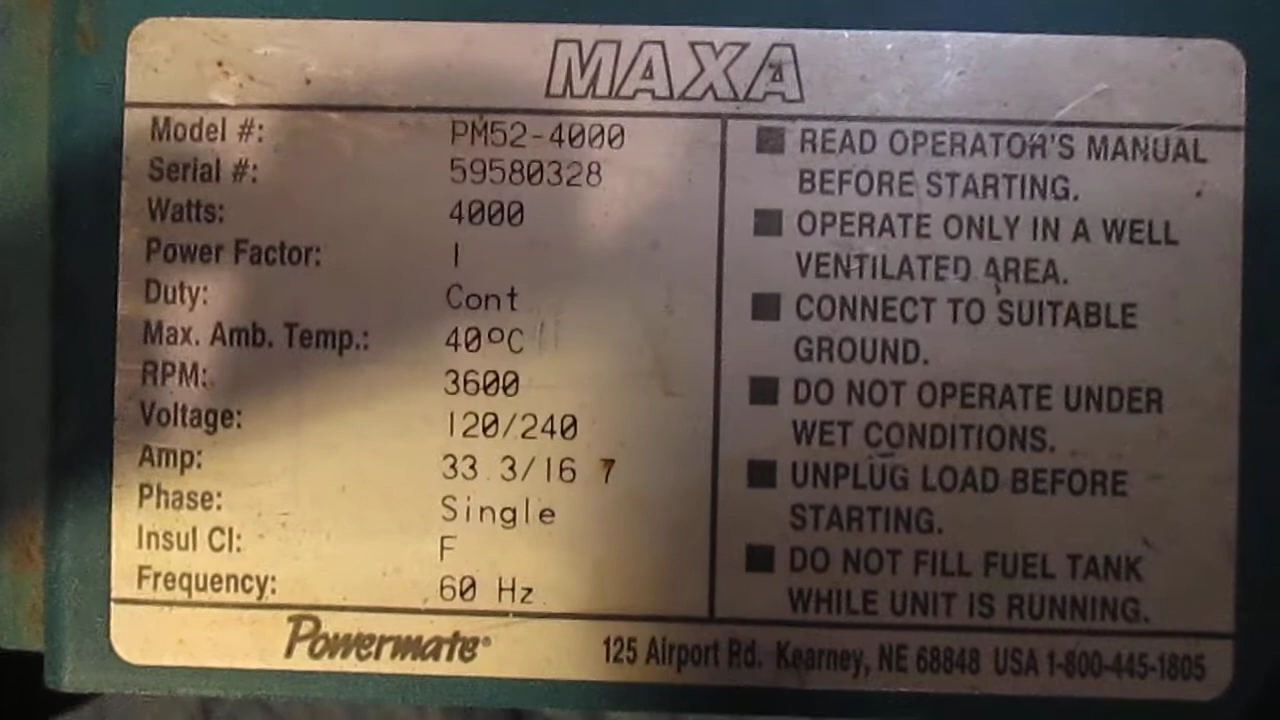 MAXA
Model #: PM52-4000
Serial #: 59580328
Watts: 4000
Power Factor: 1
Duty: Cont
Max. Amb. Temp.: 40°C
RPM: 3600
Voltage: 120/240
Amp: 33.3/16.7
Phase: Single
Insul Cl: F
Frequency: 60 Hz
■ READ OPERATOR'S MANUAL
BEFORE STARTING.
■ OPERATE ONLY IN A WELL
VENTILATED AREA.
■ CONNECT TO SUITABLE
GROUND.
■ DO NOT OPERATE UNDER
WET CONDITIONS.
■ UNPLUG LOAD BEFORE
STARTING.
■ DO NOT FILL FUEL TANK
WHILE UNIT IS RUNNING.
Powermate® 125 Airport Rd. Kearney, NE 68848 USA 1-800-445-1805